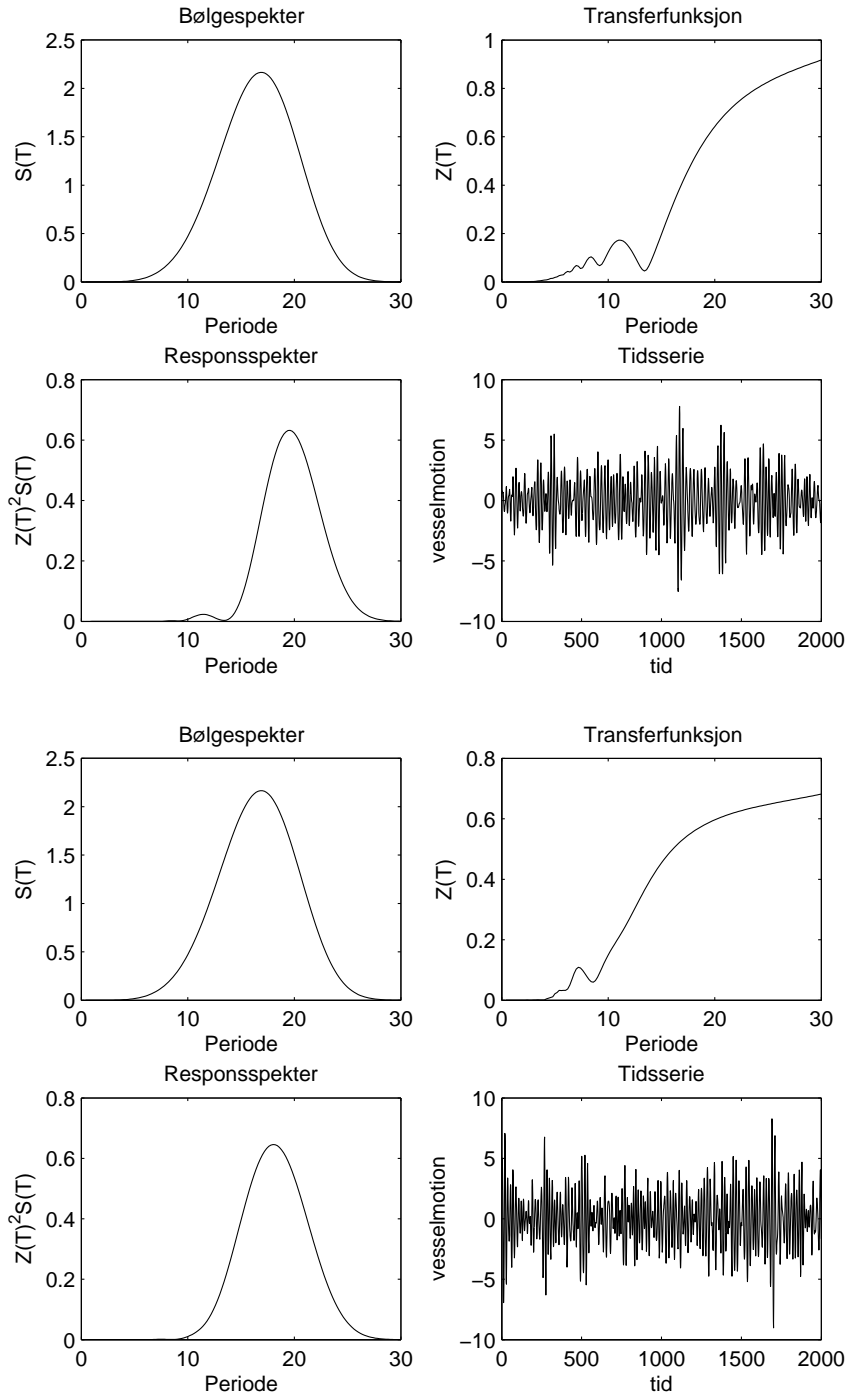 Bølgespekter
2.5
2
1.5
1
0.5
0
S(T)
0 10 20 30
Periode
Transferfunksjon
1
0.8
0.6
0.4
0.2
0
Z(T)
0 10 20 30
Periode
Responsspekter
0.8
0.6
0.4
0.2
0
Z(T)²S(T)
0 10 20 30
Periode
Tidsserie
10
5
0
−5
−10
vesselmotion
0 500 1000 1500 2000
tid
Bølgespekter
2.5
2
1.5
1
0.5
0
S(T)
0 10 20 30
Periode
Transferfunksjon
0.8
0.6
0.4
0.2
0
Z(T)
0 10 20 30
Periode
Responsspekter
0.8
0.6
0.4
0.2
0
Z(T)²S(T)
0 10 20 30
Periode
Tidsserie
10
5
0
−5
−10
vesselmotion
0 500 1000 1500 2000
tid